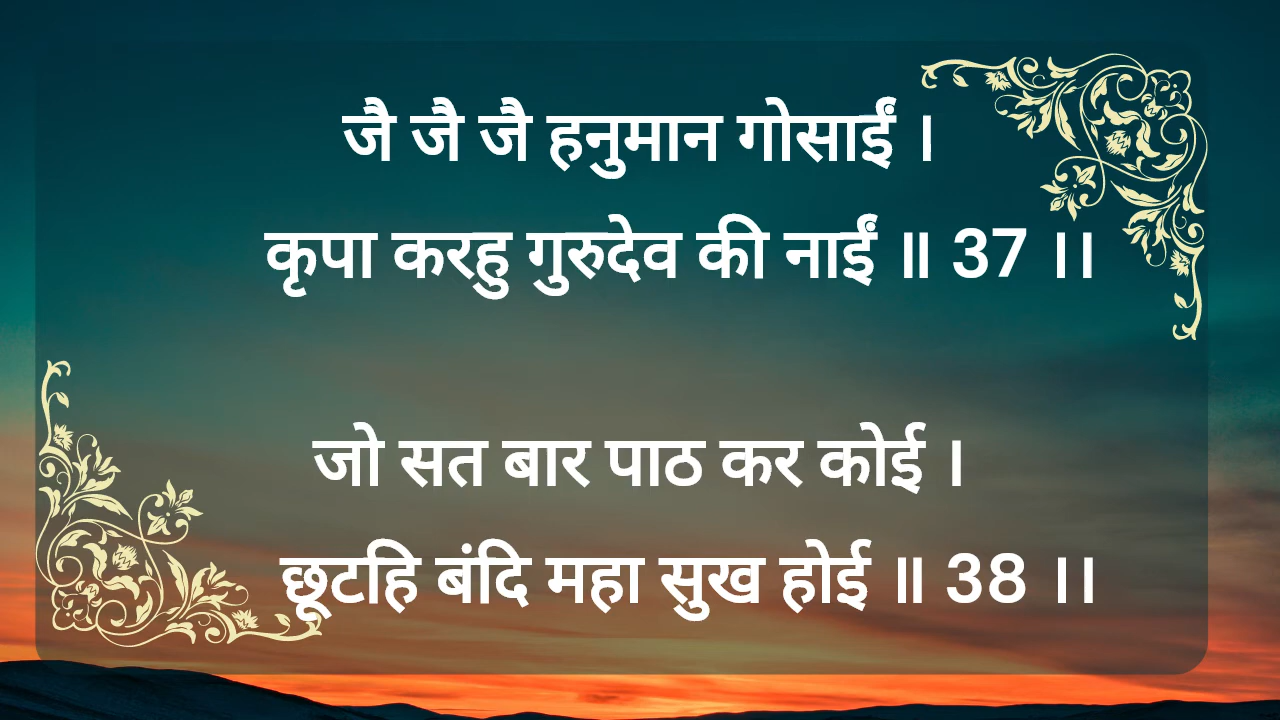 जै जै जै हनुमान गोसाईं ।
कृपा करहु गुरुदेव की नाईं ॥ 37 ।।
जो सत बार पाठ कर कोई ।
छूटहि बंदि महा सुख होई ॥ 38 ।।